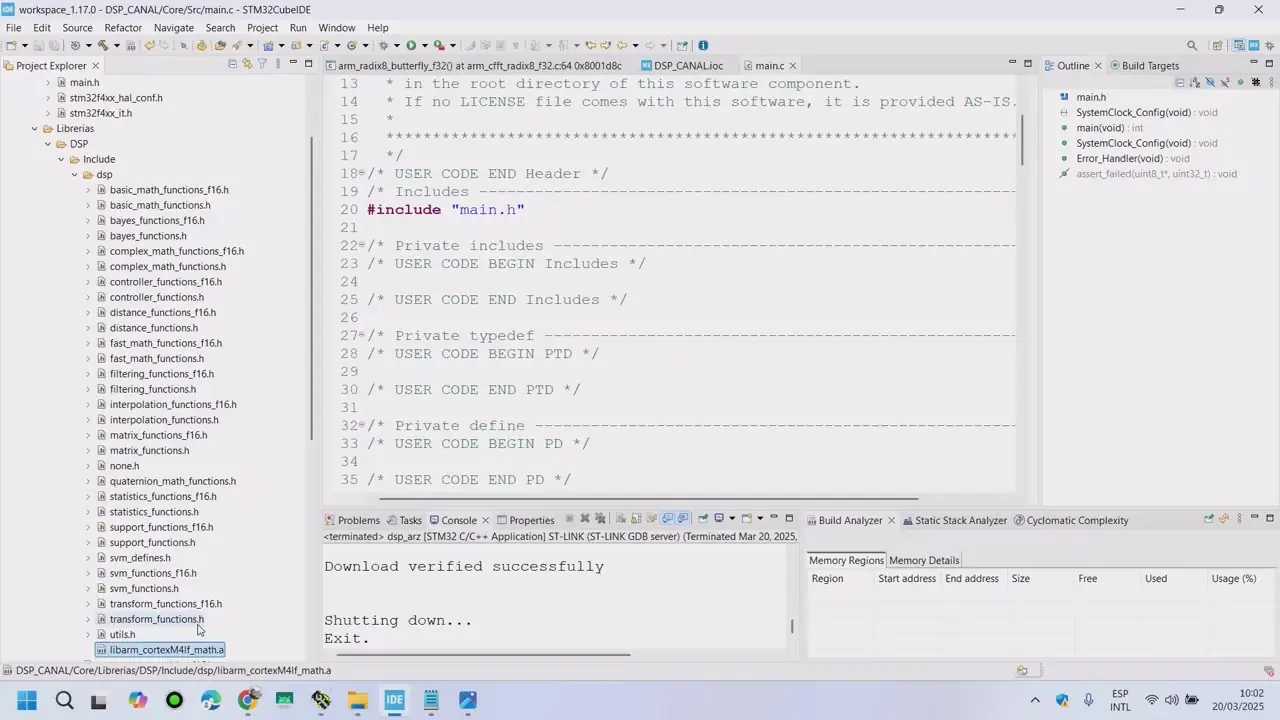 workspace_1.17.0 - DSP_CANAL/Core/Src/main.c - STM32CubeIDE
File Edit Source Refactor Navigate Search Project Run Window Help
Project Explorer
main.h
stm32f4xx_hal_conf.h
stm32f4xx_it.h
Librerías
DSP
Include
dsp
basic_math_functions_f16.h
basic_math_functions.h
bayes_functions_f16.h
bayes_functions.h
complex_math_functions_f16.h
complex_math_functions.h
controller_functions_f16.h
controller_functions.h
distance_functions_f16.h
distance_functions.h
fast_math_functions_f16.h
fast_math_functions.h
filtering_functions_f16.h
filtering_functions.h
interpolation_functions_f16.h
interpolation_functions.h
matrix_functions_f16.h
matrix_functions.h
none.h
quaternion_math_functions.h
statistics_functions_f16.h
statistics_functions.h
support_functions_f16.h
support_functions.h
svm_defines.h
svm_functions_f16.h
svm_functions.h
transform_functions_f16.h
transform_functions.h
utils.h
libarm_cortexM4lf_math.a
arm_radix8_butterfly_f32() at arm_cfft_radix8_f32.c:64 0x8001d8c
DSP_CANAL.ioc
main.c
13 * in the root directory of this software component.
14 * If no LICENSE file comes with this software, it is provided AS-IS.
15 *
16 ******************************************************************************
17 */
18 /* USER CODE END Header */
19 /* Includes ------------------------------------------------------------------
20 #include "main.h"
21
22 /* Private includes ----------------------------------------------------------
23 /* USER CODE BEGIN Includes */
24
25 /* USER CODE END Includes */
26
27 /* Private typedef -----------------------------------------------------------
28 /* USER CODE BEGIN PTD */
29
30 /* USER CODE END PTD */
31
32 /* Private define ------------------------------------------------------------
33 /* USER CODE BEGIN PD */
34
35 /* USER CODE END PD */
Outline
Build Targets
main.h
SystemClock_Config(void) : void
main(void) : int
SystemClock_Config(void) : void
Error_Handler(void) : void
assert_failed(uint8_t*, uint32_t) : void
Problems Tasks Console Properties
<terminated> dsp_arz [STM32 C/C++ Application] ST-LINK (ST-LINK GDB server) (Terminated Mar 20, 2025,
Download verified successfully
Shutting down...
Exit.
Build Analyzer Static Stack Analyzer Cyclomatic Complexity
Memory Regions Memory Details
Region Start address End address Size Free Used Usage (%)
DSP_CANAL/Core/Librerias/DSP/Include/dsp/libarm_cortexM4lf_math.a
IDE
ESP
INTL
10:02
20/03/2025